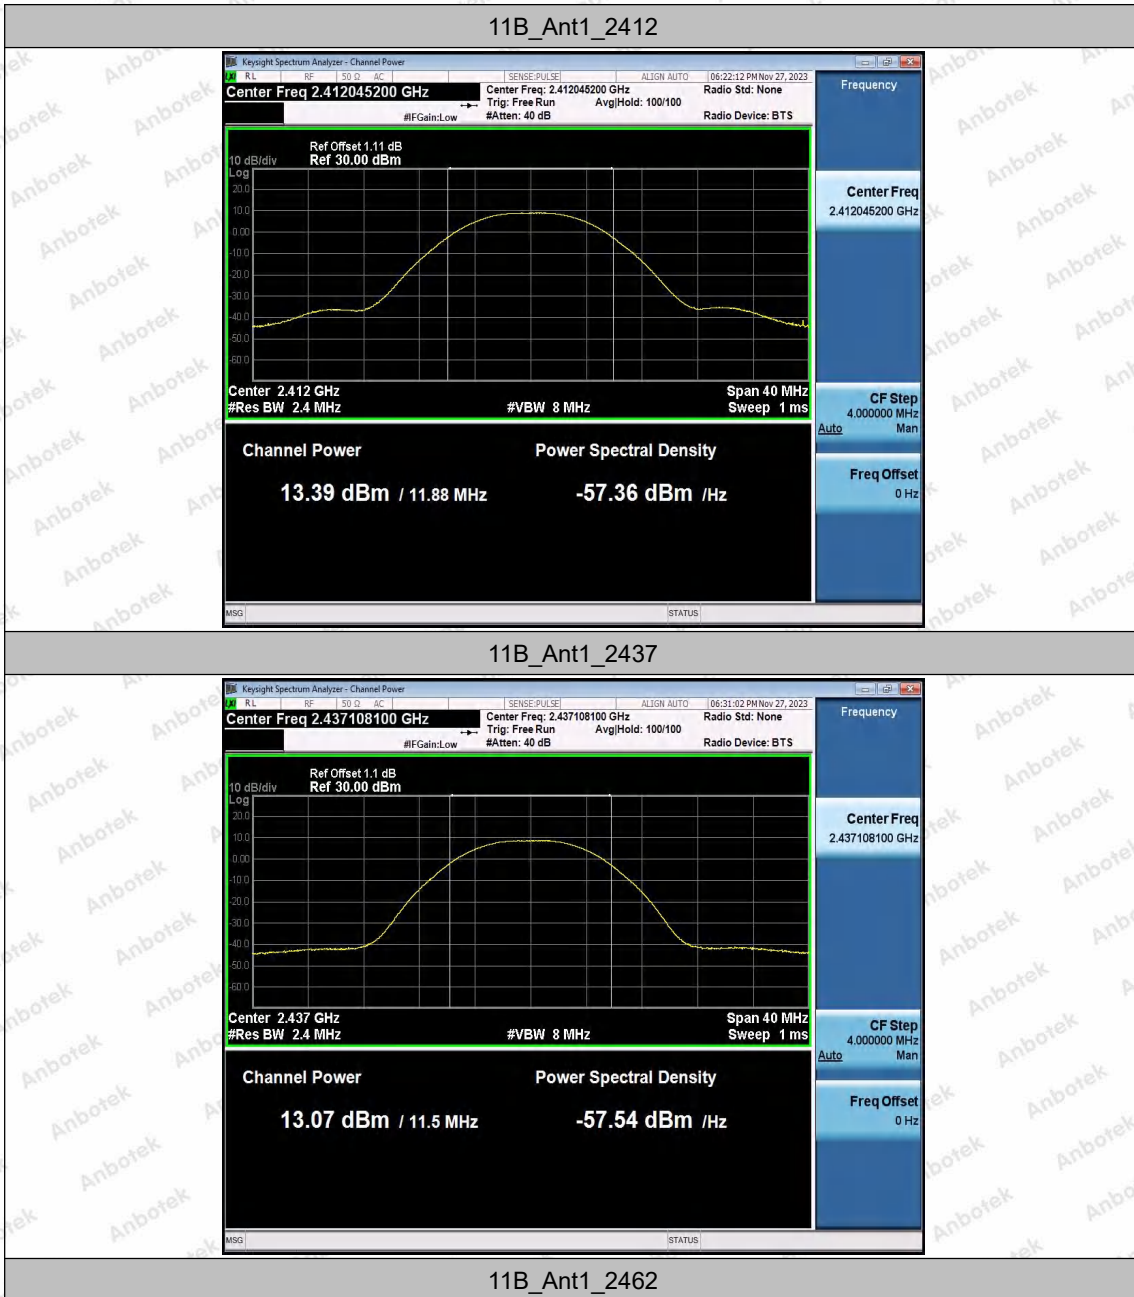 11B_Ant1_2412
Keysight Spectrum Analyzer - Channel Power
LXI RL RF 50 Ω AC SENSE:PULSE ALIGN AUTO 06:22:12 PM Nov 27, 2023
Center Freq 2.412045200 GHz Center Freq: 2.412045200 GHz Radio Std: None Frequency
Trig: Free Run Avg|Hold: 100/100
#IFGain:Low #Atten: 40 dB Radio Device: BTS
Ref Offset 1.11 dB
10 dB/div Ref 30.00 dBm
Log
20.0
10.0
0.00
-10.0
-20.0
-30.0
-40.0
-50.0
-60.0
Center Freq
2.412045200 GHz
Center 2.412 GHz Span 40 MHz
#Res BW 2.4 MHz #VBW 8 MHz Sweep 1 ms
CF Step
4.000000 MHz
Auto Man
Channel Power Power Spectral Density
13.39 dBm / 11.88 MHz -57.36 dBm /Hz
Freq Offset
0 Hz
MSG STATUS
11B_Ant1_2437
Keysight Spectrum Analyzer - Channel Power
LXI RL RF 50 Ω AC SENSE:PULSE ALIGN AUTO 06:31:02 PM Nov 27, 2023
Center Freq 2.437108100 GHz Center Freq: 2.437108100 GHz Radio Std: None Frequency
Trig: Free Run Avg|Hold: 100/100
#IFGain:Low #Atten: 40 dB Radio Device: BTS
Ref Offset 1.1 dB
10 dB/div Ref 30.00 dBm
Log
20.0
10.0
0.00
-10.0
-20.0
-30.0
-40.0
-50.0
-60.0
Center Freq
2.437108100 GHz
Center 2.437 GHz Span 40 MHz
#Res BW 2.4 MHz #VBW 8 MHz Sweep 1 ms
CF Step
4.000000 MHz
Auto Man
Channel Power Power Spectral Density
13.07 dBm / 11.5 MHz -57.54 dBm /Hz
Freq Offset
0 Hz
MSG STATUS
11B_Ant1_2462
Anbotek